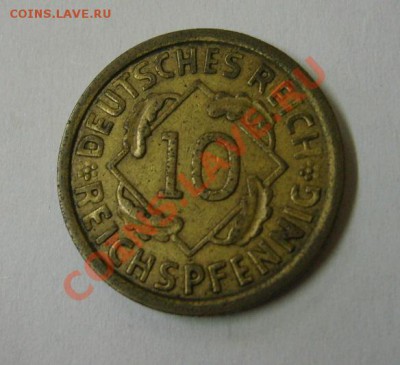 COINS.LAVE.RU
DEUTSCHES REICH
10
REICHSPFENNIG
COINS.LAVE.RU